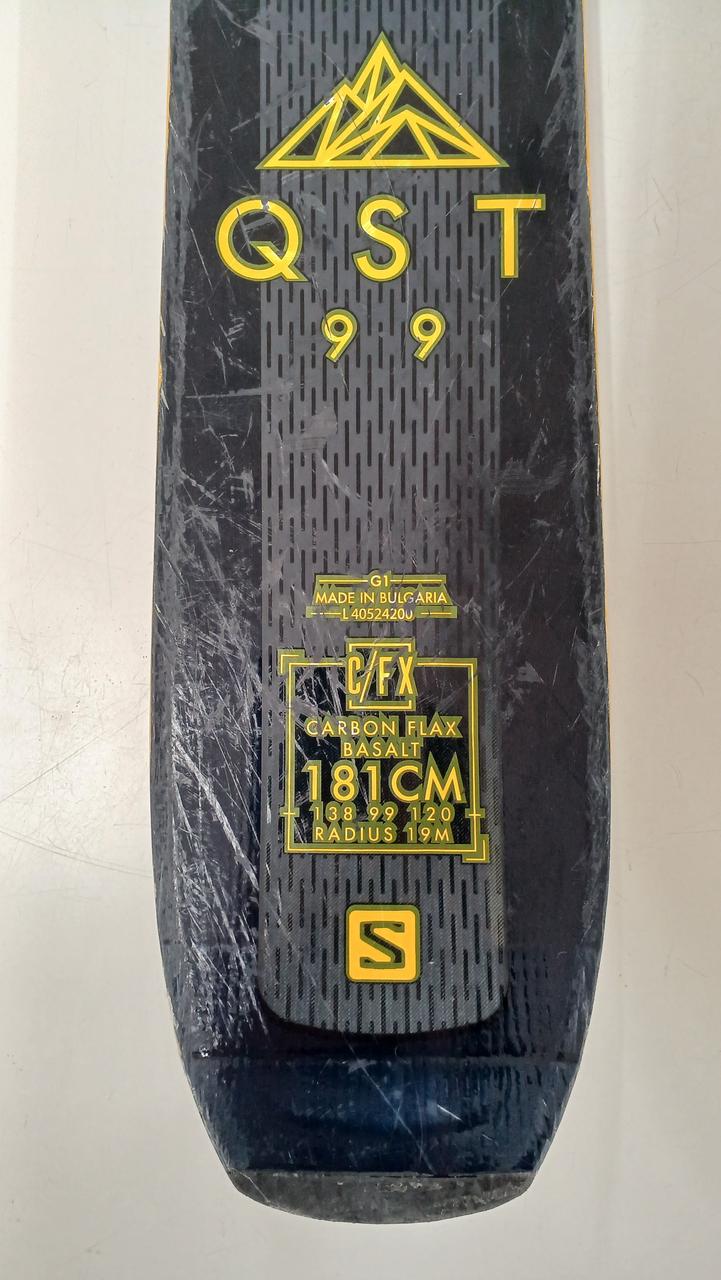 QST
99
G1
MADE IN BULGARIA
L40524200
C/FX
CARBON FLAX
BASALT
181CM
138 99 120
RADIUS 19M
S